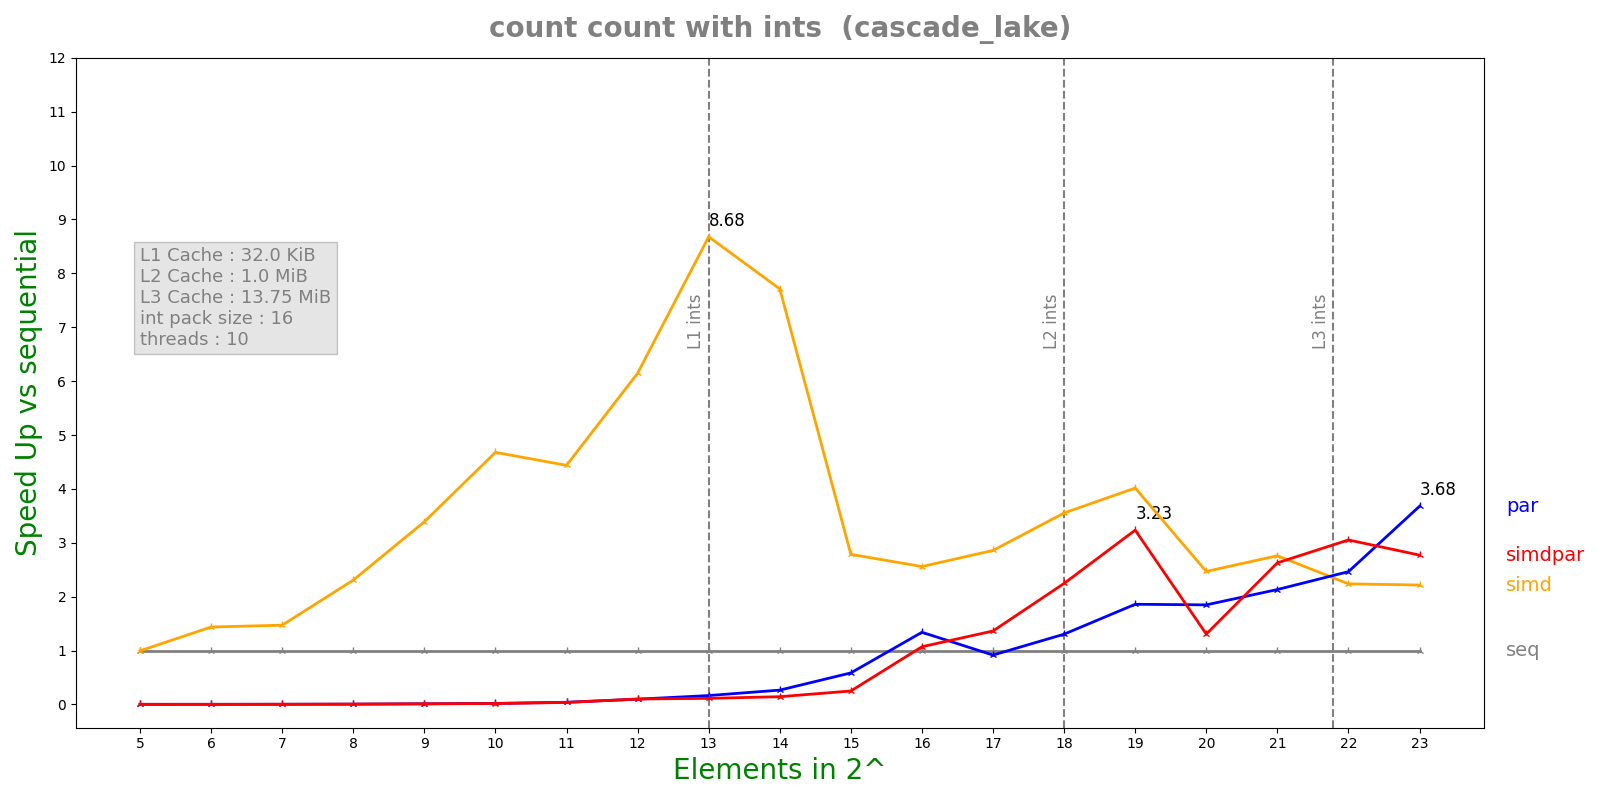 count count with ints  (cascade_lake)
Speed Up vs sequential
12
11
10
9
8
7
6
5
4
3
2
1
0
L1 Cache : 32.0 KiB
L2 Cache : 1.0 MiB
L3 Cache : 13.75 MiB
int pack size : 16
threads : 10
8.68
3.23
3.68
L1 ints
L2 ints
L3 ints
par
simdpar
simd
seq
5 6 7 8 9 10 11 12 13 14 15 16 17 18 19 20 21 22 23
Elements in 2^